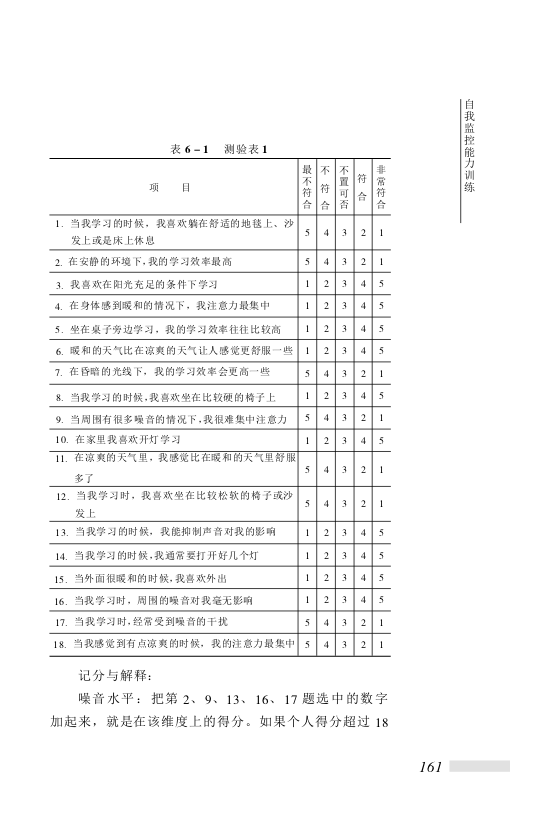 自我监控能力训练
表 6-1 测验表 1
项 目 最不符合 不符合 不置可否 符合 非常符合
1. 当我学习的时候，我喜欢躺在舒适的地毯上、沙
发上或是床上休息 5 4 3 2 1
2. 在安静的环境下，我的学习效率最高 5 4 3 2 1
3. 我喜欢在阳光充足的条件下学习 1 2 3 4 5
4. 在身体感到暖和的情况下，我注意力最集中 1 2 3 4 5
5. 坐在桌子旁边学习，我的学习效率往往比较高 1 2 3 4 5
6. 暖和的天气比在凉爽的天气让人感觉更舒服一些 1 2 3 4 5
7. 在昏暗的光线下，我的学习效率会更高一些 5 4 3 2 1
8. 当我学习的时候，我喜欢坐在比较硬的椅子上 1 2 3 4 5
9. 当周围有很多噪音的情况下，我很难集中注意力 5 4 3 2 1
10. 在家里我喜欢开灯学习 1 2 3 4 5
11. 在凉爽的天气里，我感觉比在暖和的天气里舒服
多了 5 4 3 2 1
12. 当我学习时，我喜欢坐在比较松软的椅子或沙
发上 5 4 3 2 1
13. 当我学习的时候，我能抑制声音对我的影响 1 2 3 4 5
14. 当我学习的时候，我通常要打开好几个灯 1 2 3 4 5
15. 当外面很暖和的时候，我喜欢外出 1 2 3 4 5
16. 当我学习时，周围的噪音对我毫无影响 1 2 3 4 5
17. 当我学习时，经常受到噪音的干扰 5 4 3 2 1
18. 当我感觉到有点凉爽的时候，我的注意力最集中 5 4 3 2 1
记分与解释：
噪音水平：把第 2、9、13、16、17 题选中的数字
加起来，就是在该维度上的得分。如果个人得分超过 18
161